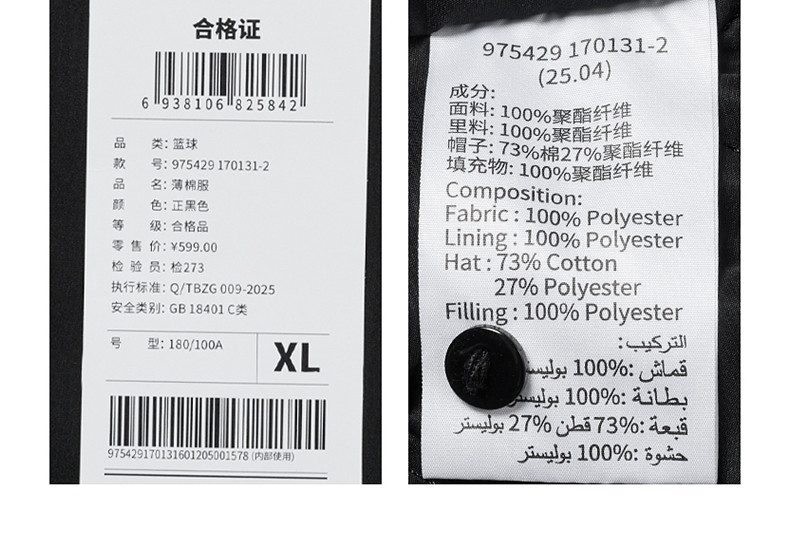 合格证
6 938106 825842
品 类: 篮球
款 号: 975429 170131-2
品 名: 薄棉服
颜 色: 正黑色
等 级: 合格品
零 售 价: ¥599.00
检 验 员: 检273
执行标准: Q/TBZG 009-2025
安全类别: GB 18401 C类
号 型: 180/100A
XL
975429170131601205001578 (内部使用)
975429 170131-2
(25.04)
成分:
面料: 100%聚酯纤维
里料: 100%聚酯纤维
帽子: 73%棉27%聚酯纤维
填充物: 100%聚酯纤维
Composition:
Fabric : 100% Polyester
Lining : 100% Polyester
Hat : 73% Cotton
27% Polyester
Filling : 100% Polyester
التركيب:
قماش :100%
بطانة :100%
قبعة :73% قطن 27% بوليستر
حشوة :100% بوليستر